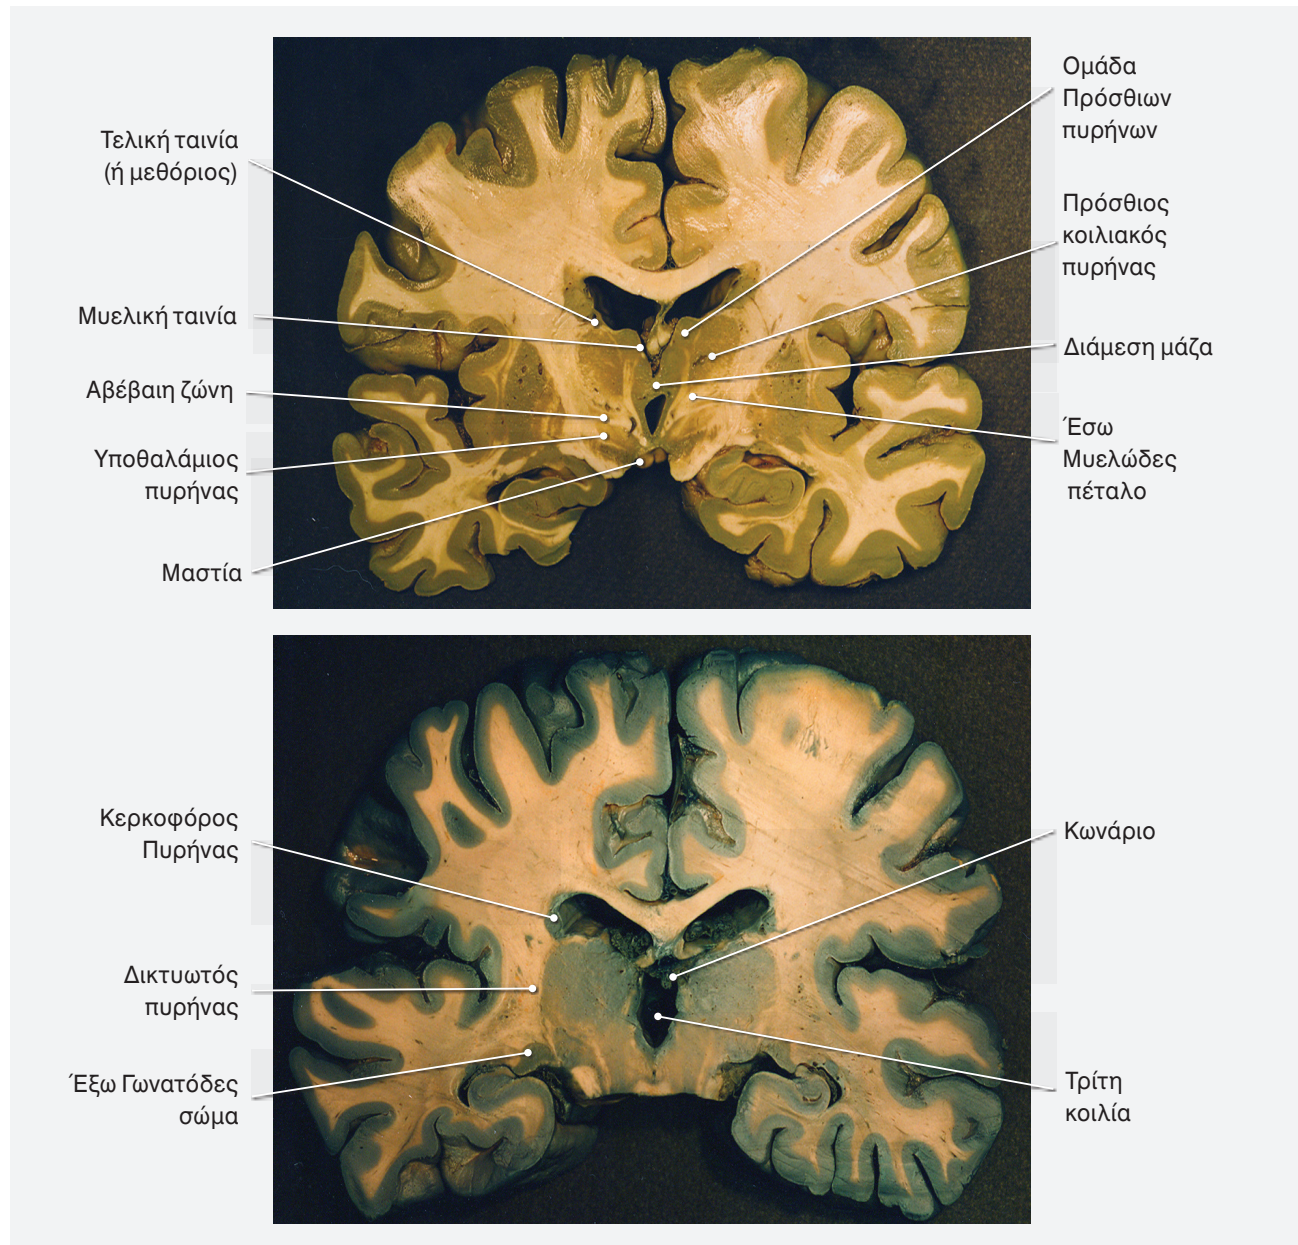 Τελική ταινία
(ή μεθόριος)
Μυελική ταινία
Αβέβαιη ζώνη
Υποθαλάμιος
πυρήνας
Μαστία
Ομάδα
Πρόσθιων
πυρήνων
Πρόσθιος
κοιλιακός
πυρήνας
Διάμεση μάζα
Έσω
Μυελώδες
πέταλο
Κερκοφόρος
Πυρήνας
Δικτυωτός
πυρήνας
Έξω Γωνατόδες
σώμα
Κωνάριο
Τρίτη
κοιλία